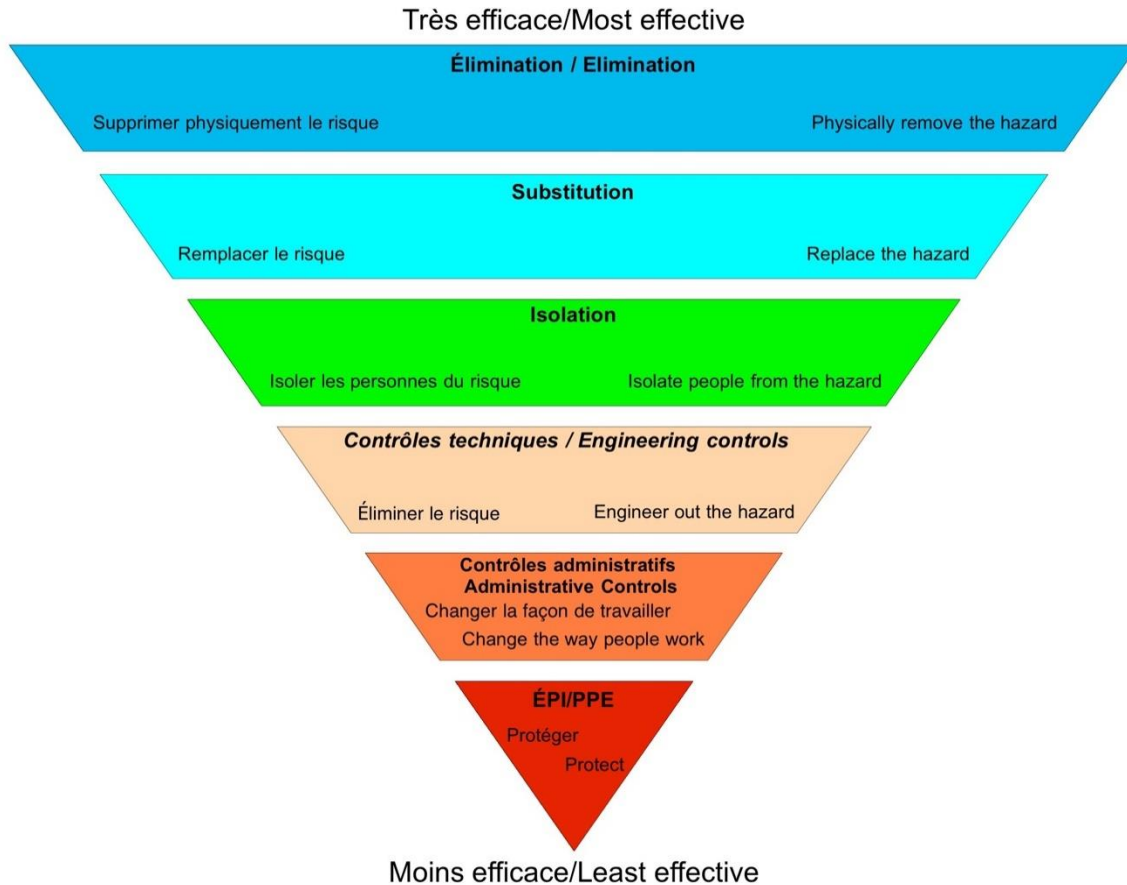 Très efficace/Most effective
Élimination / Elimination
Supprimer physiquement le risque
Physically remove the hazard
Substitution
Remplacer le risque
Replace the hazard
Isolation
Isoler les personnes du risque
Isolate people from the hazard
Contrôles techniques / Engineering controls
Éliminer le risque
Engineer out the hazard
Contrôles administratifs
Administrative Controls
Changer la façon de travailler
Change the way people work
ÉPI/PPE
Protéger
Protect
Moins efficace/Least effective